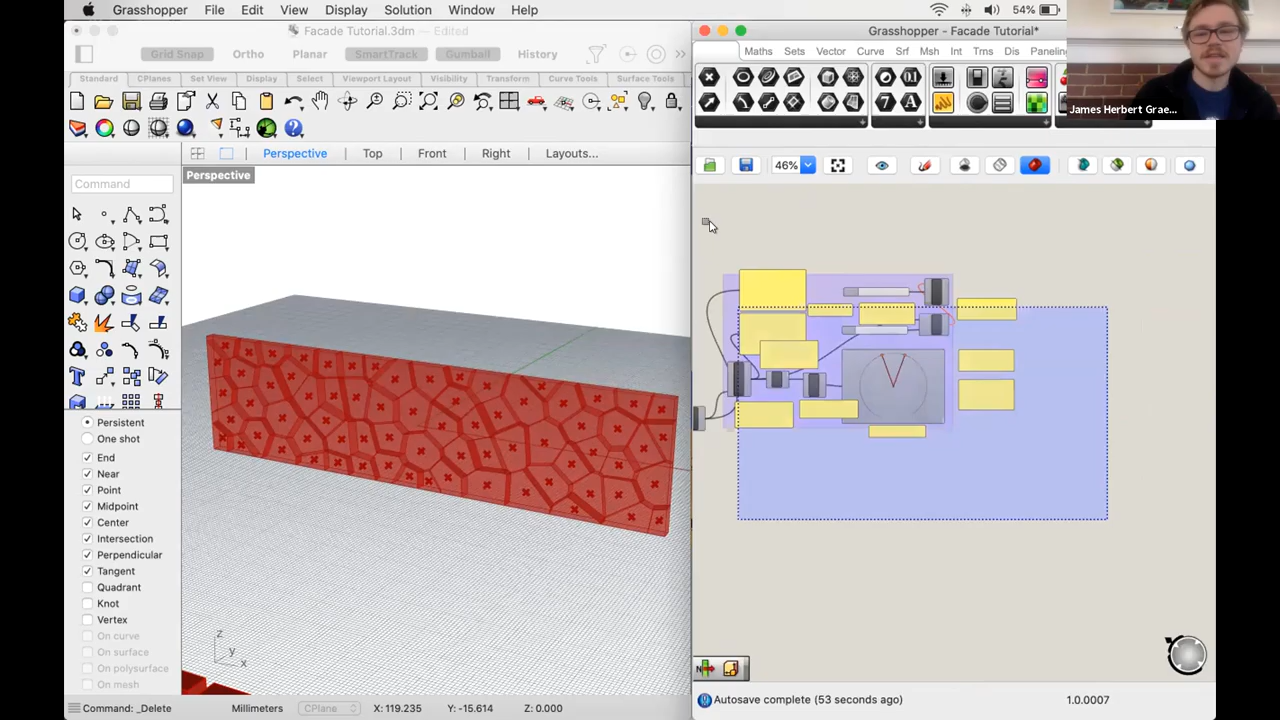 Grasshopper File Edit View Display Solution Window Help 54%
Facade Tutorial.3dm — Edited
Grid Snap Ortho Planar SmartTrack Gumball History
Standard CPlanes Set View Display Select Viewport Layout Visibility Transform Curve Tools Surface Tools
Perspective Top Front Right Layouts...
Perspective
Command
Persistent
One shot
End
Near
Point
Midpoint
Center
Intersection
Perpendicular
Tangent
Quadrant
Knot
Vertex
On curve
On surface
On polysurface
On mesh
z
y
x
Command: _Delete Millimeters CPlane X: 119.235 Y: -15.614 Z: 0.000
Grasshopper - Facade Tutorial*
Maths Sets Vector Curve Srf Msh Int Trns Dis Paneling
46%
Autosave complete (53 seconds ago) 1.0.0007
James Herbert Grae...